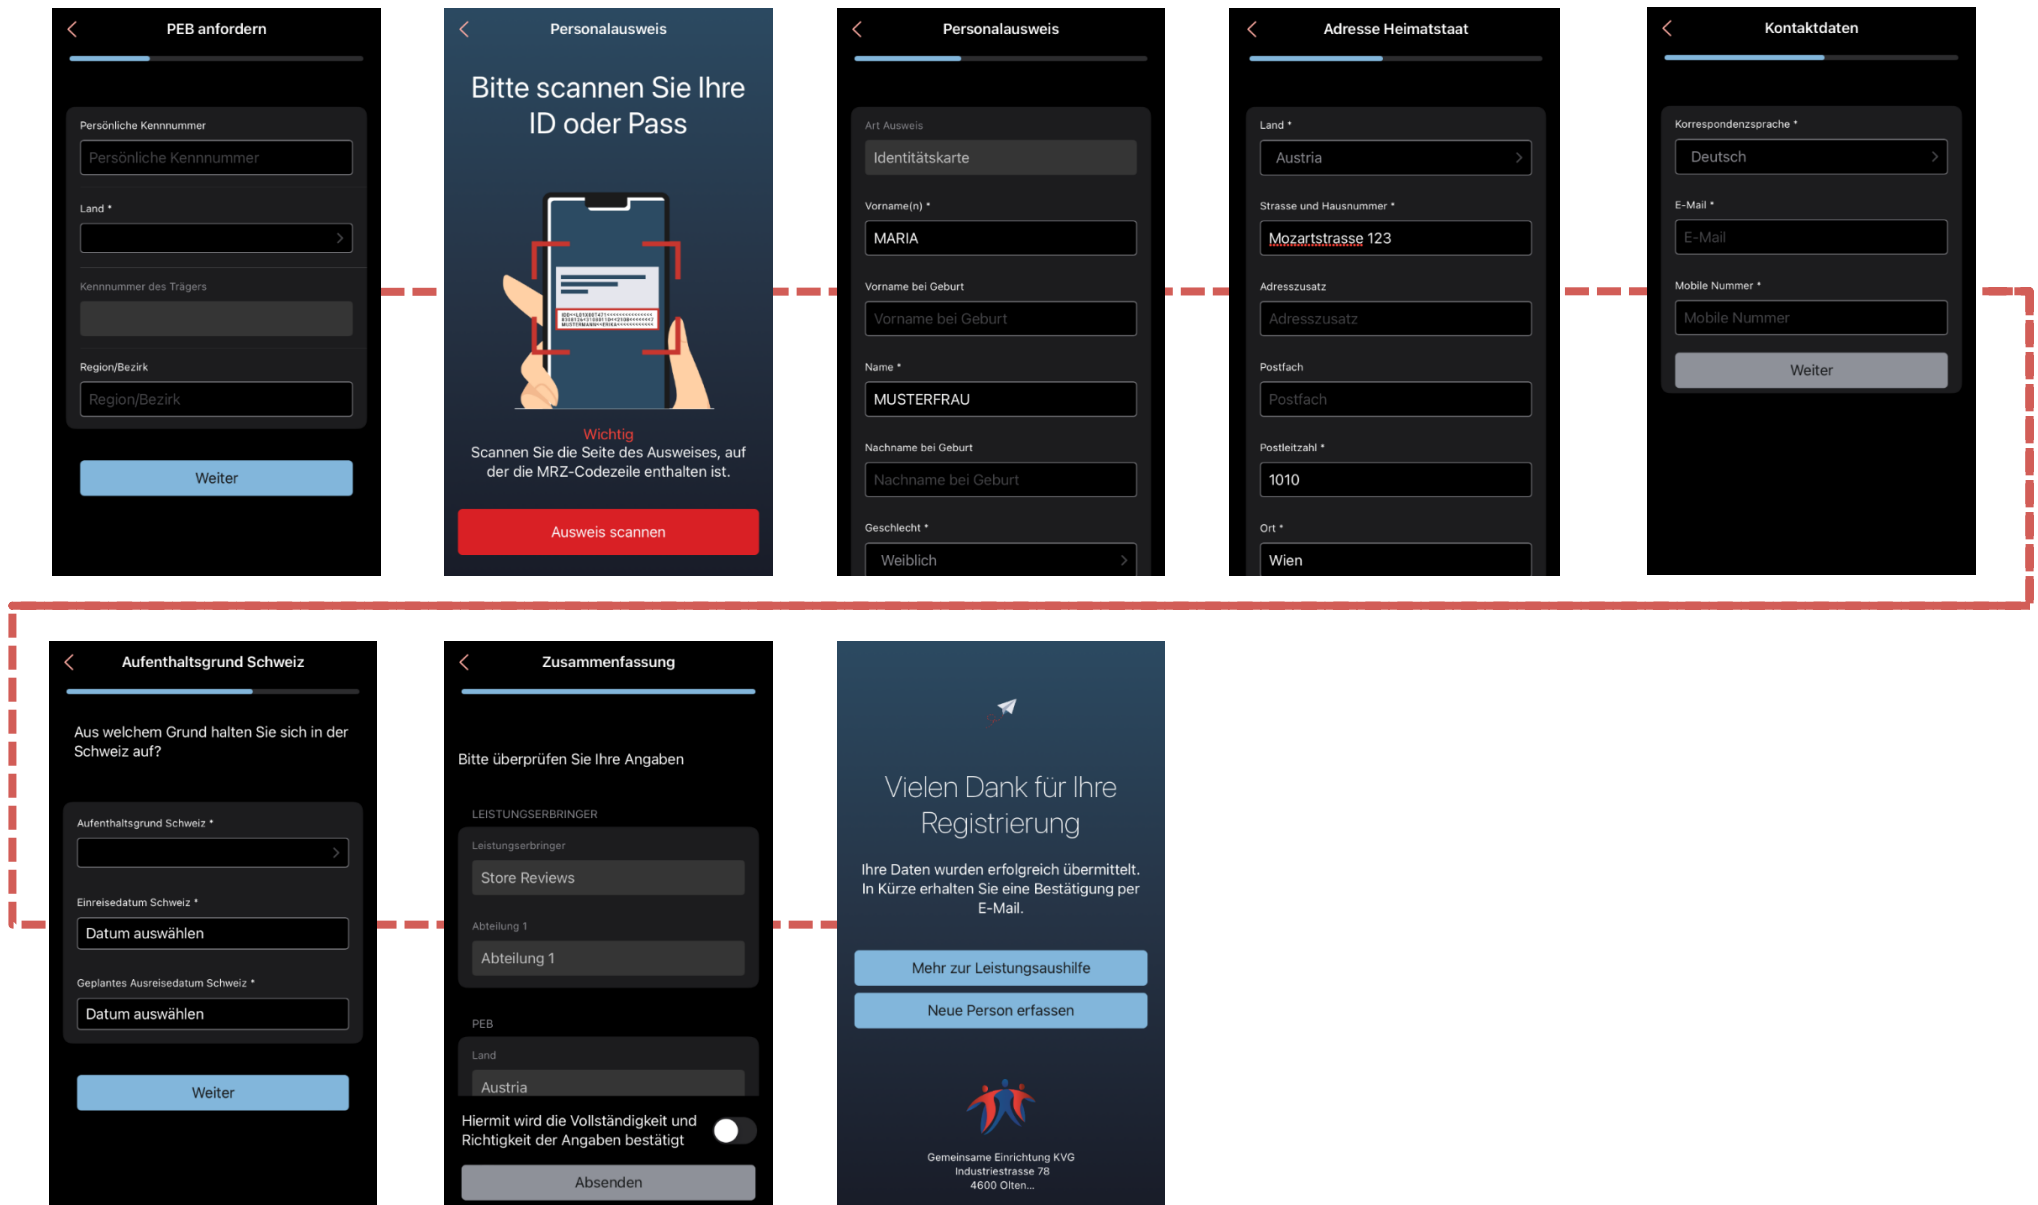 PEB anfordern
Persönliche Kennnummer
Persönliche Kennnummer
Land *
Kennnummer des Trägers
Region/Bezirk
Region/Bezirk
Weiter
Personalausweis
Bitte scannen Sie Ihre
ID oder Pass
Wichtig
Scannen Sie die Seite des Ausweises, auf
der die MRZ-Codezeile enthalten ist.
Ausweis scannen
Personalausweis
Art Ausweis
Identitätskarte
Vorname(n) *
MARIA
Vorname bei Geburt
Vorname bei Geburt
Name *
MUSTERFRAU
Nachname bei Geburt
Nachname bei Geburt
Geschlecht *
Weiblich
Adresse Heimatstaat
Land *
Austria
Strasse und Hausnummer *
Mozartstrasse 123
Adresszusatz
Adresszusatz
Postfach
Postfach
Postleitzahl *
1010
Ort *
Wien
Kontaktdaten
Korrespondenzsprache *
Deutsch
E-Mail *
E-Mail
Mobile Nummer *
Mobile Nummer
Weiter
Aufenthaltsgrund Schweiz
Aus welchem Grund halten Sie sich in der
Schweiz auf?
Aufenthaltsgrund Schweiz *
Einreisedatum Schweiz *
Datum auswählen
Geplantes Ausreisedatum Schweiz *
Datum auswählen
Weiter
Zusammenfassung
Bitte überprüfen Sie Ihre Angaben
LEISTUNGSERBRINGER
Leistungserbringer
Store Reviews
Abteilung 1
Abteilung 1
PEB
Land
Austria
Hiermit wird die Vollständigkeit und
Richtigkeit der Angaben bestätigt
Absenden
Vielen Dank für Ihre
Registrierung
Ihre Daten wurden erfolgreich übermittelt.
In Kürze erhalten Sie eine Bestätigung per
E-Mail.
Mehr zur Leistungsaushilfe
Neue Person erfassen
Gemeinsame Einrichtung KVG
Industriestrasse 78
4600 Olten...